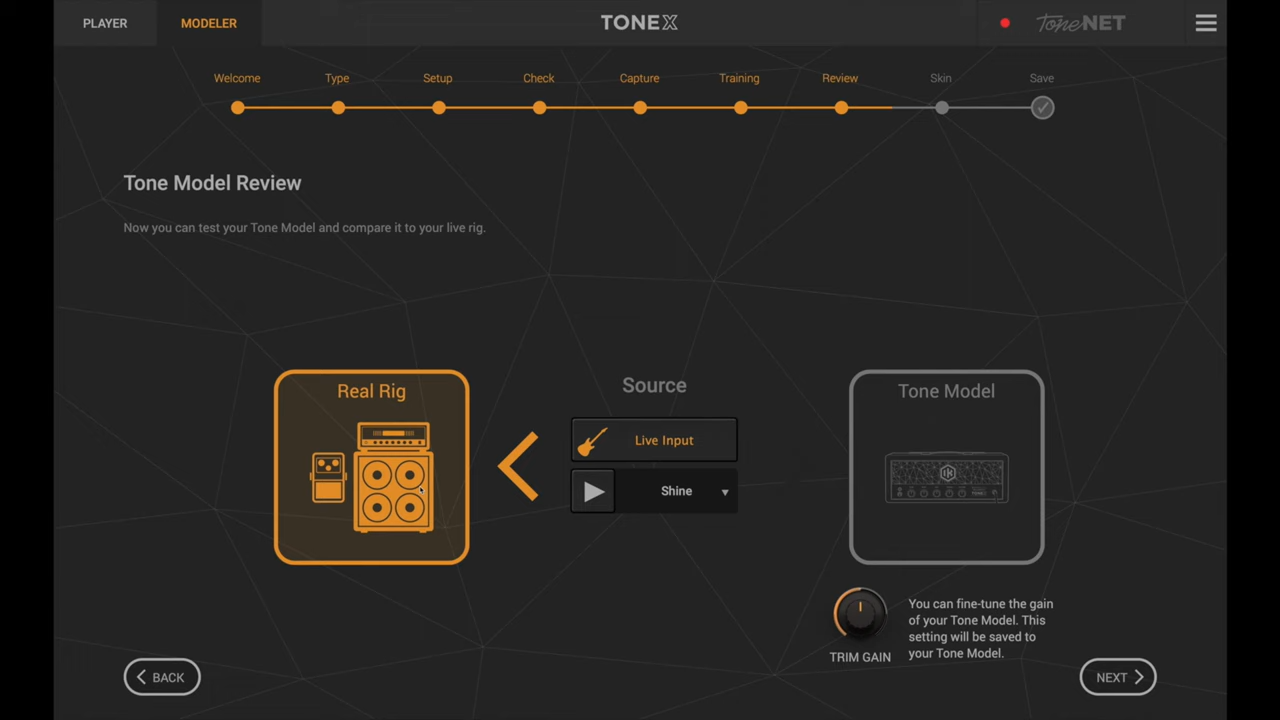 PLAYER
MODELER
TONEX
ToneNET
Welcome
Type
Setup
Check
Capture
Training
Review
Skin
Save
Tone Model Review
Now you can test your Tone Model and compare it to your live rig.
Real Rig
Source
Live Input
Shine
Tone Model
TRIM GAIN
You can fine-tune the gain
of your Tone Model. This
setting will be saved to
your Tone Model.
BACK
NEXT